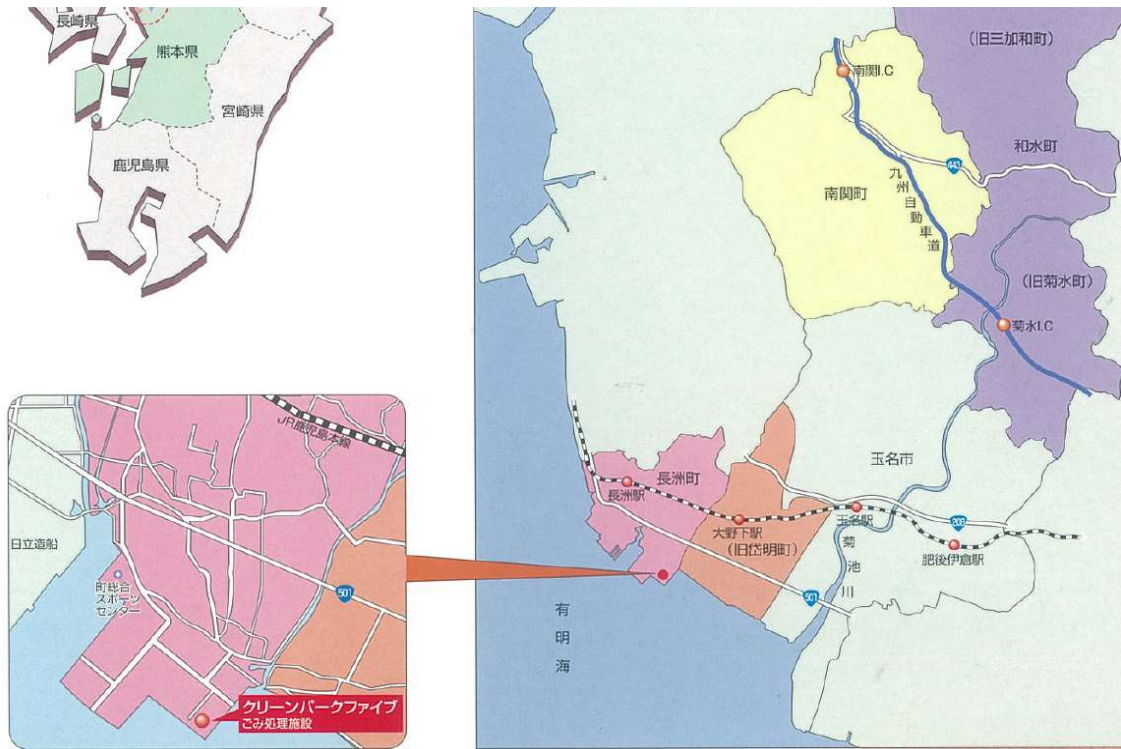 長崎県
熊本県
宮崎県
鹿児島県
(旧三加和町)
南関I.C
和水町
443
南関町
九州自動車道
(旧菊水町)
菊水I.C
玉名市
長洲町
長洲駅
大野下駅
(旧岱明町)
玉名駅
208
肥後伊倉駅
菊池川
501
有明海
JR鹿児島本線
日立造船
町総合
スポーツ
センター
501
クリーンパークファイブ
ごみ処理施設